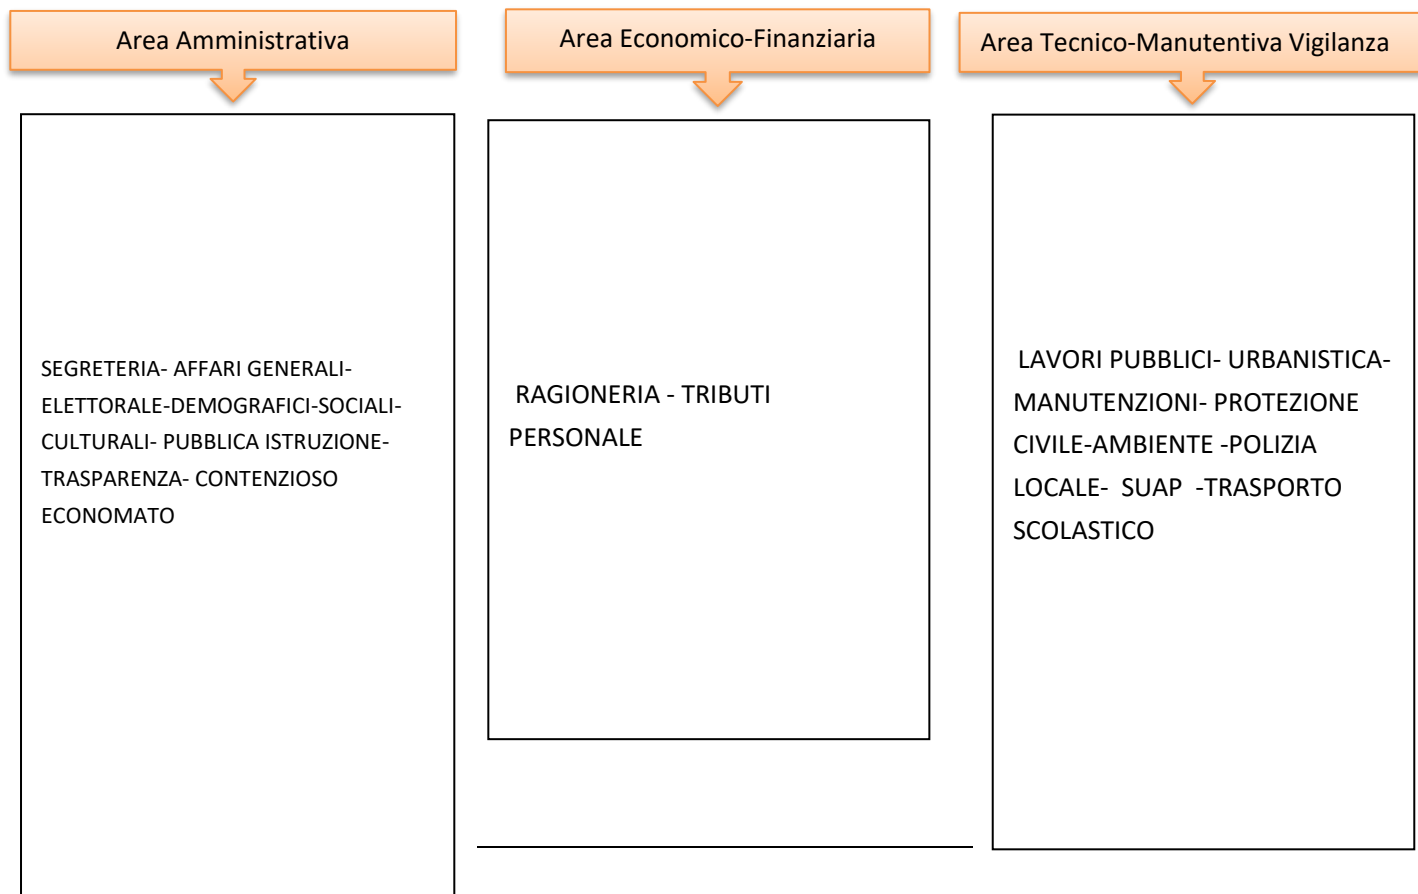 Area Amministrativa
Area Economico-Finanziaria
Area Tecnico-Manutentiva Vigilanza
SEGRETERIA- AFFARI GENERALI-
ELETTORALE-DEMOGRAFICI-SOCIALI-
CULTURALI- PUBBLICA ISTRUZIONE-
TRASPARENZA- CONTENZIOSO
ECONOMATO
RAGIONERIA - TRIBUTI
PERSONALE
LAVORI PUBBLICI- URBANISTICA-
MANUTENZIONI- PROTEZIONE
CIVILE-AMBIENTE -POLIZIA
LOCALE-  SUAP  -TRASPORTO
SCOLASTICO